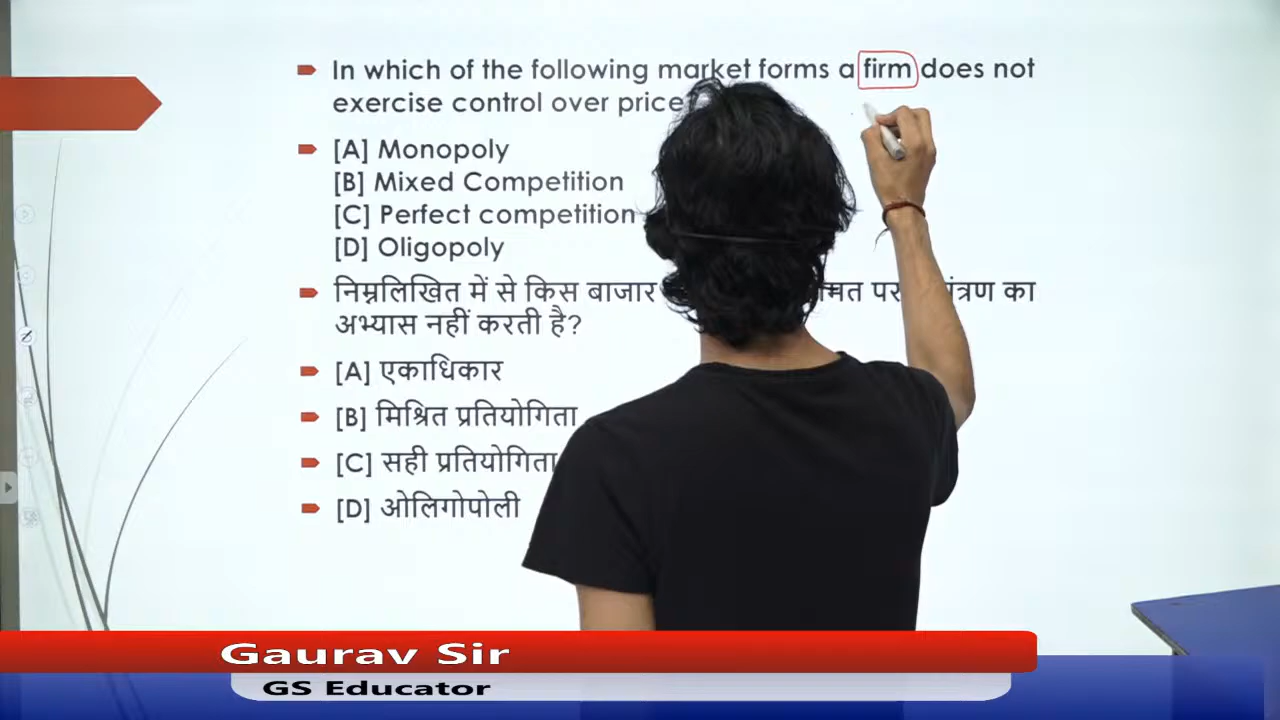 In which of the following market forms a firm does not
exercise control over price
[A] Monopoly
[B] Mixed Competition
[C] Perfect competition
[D] Oligopoly
निम्नलिखित में से किस बाजार पर का
अभ्यास नहीं करती है?
[A] एकाधिकार
[B] मिश्रित प्रतियोगिता
[C] सही प्रतियोगिता
[D] ओलिगोपोली
Gaurav Sir
GS Educator